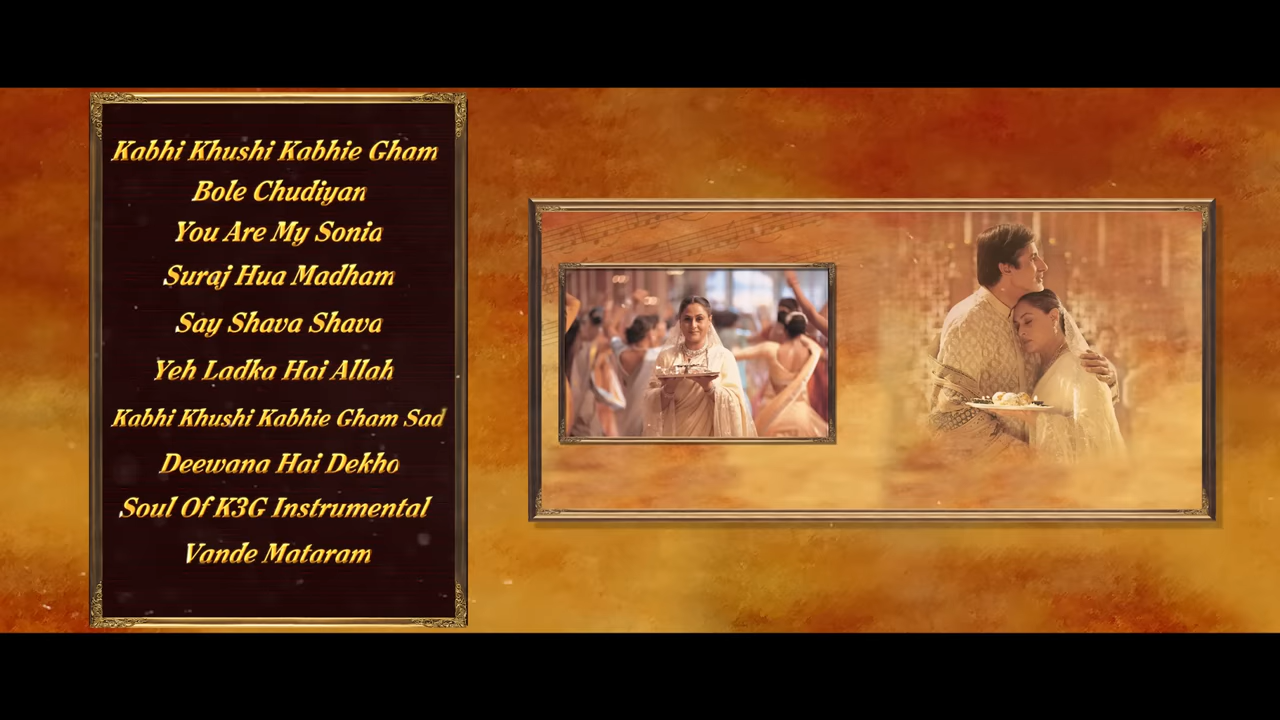 Kabhi Khushi Kabhie Gham
Bole Chudiyan
You Are My Sonia
Suraj Hua Madham
Say Shava Shava
Yeh Ladka Hai Allah
Kabhi Khushi Kabhie Gham Sad
Deewana Hai Dekho
Soul Of K3G Instrumental
Vande Mataram